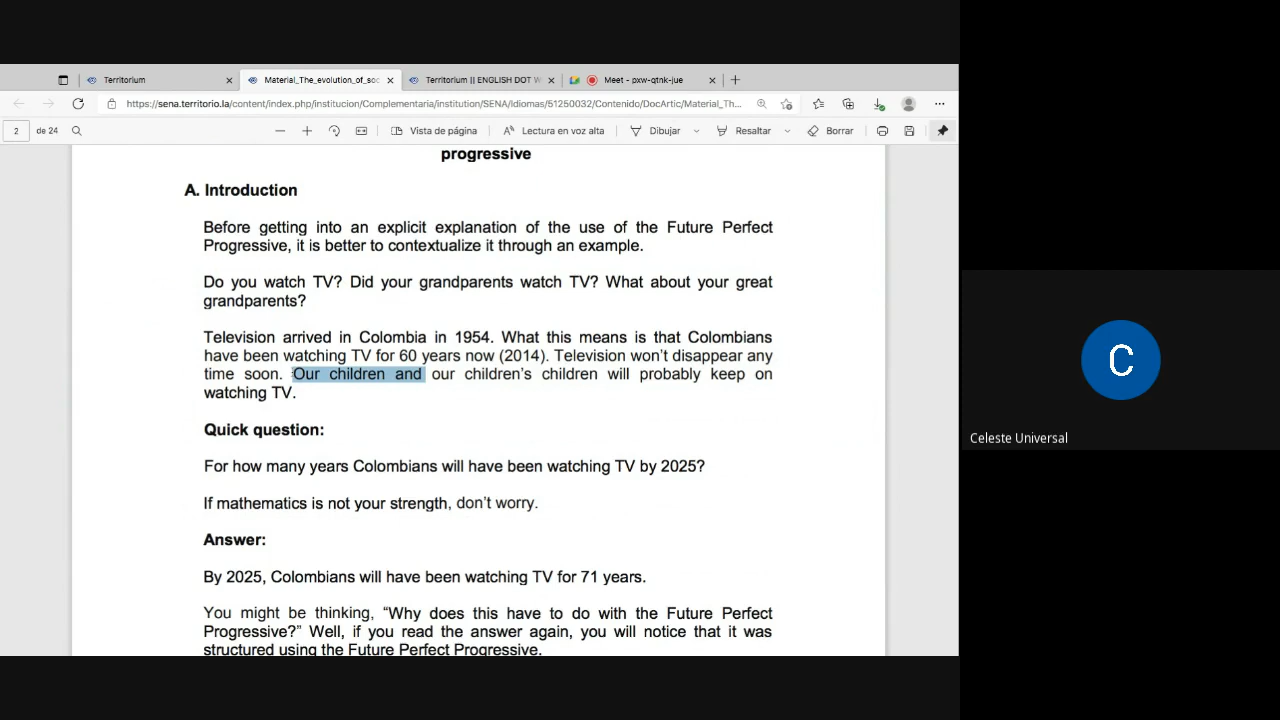 Territorium
Material_The_evolution_of_soc
Territorium || ENGLISH DOT W
Meet - pxw-qtnk-jue
https://sena.territorio.la/content/index.php/institucion/Complementaria/institution/SENA/Idiomas/51250032/Contenido/DocArtic/Material_Th...
2 de 24
Vista de página
Lectura en voz alta
Dibujar
Resaltar
Borrar
progressive
A. Introduction
Before getting into an explicit explanation of the use of the Future Perfect
Progressive, it is better to contextualize it through an example.
Do you watch TV? Did your grandparents watch TV? What about your great
grandparents?
Television arrived in Colombia in 1954. What this means is that Colombians
have been watching TV for 60 years now (2014). Television won't disappear any
time soon. Our children and our children's children will probably keep on
watching TV.
Quick question:
For how many years Colombians will have been watching TV by 2025?
If mathematics is not your strength, don't worry.
Answer:
By 2025, Colombians will have been watching TV for 71 years.
You might be thinking, “Why does this have to do with the Future Perfect
Progressive?” Well, if you read the answer again, you will notice that it was
structured using the Future Perfect Progressive.
C
Celeste Universal